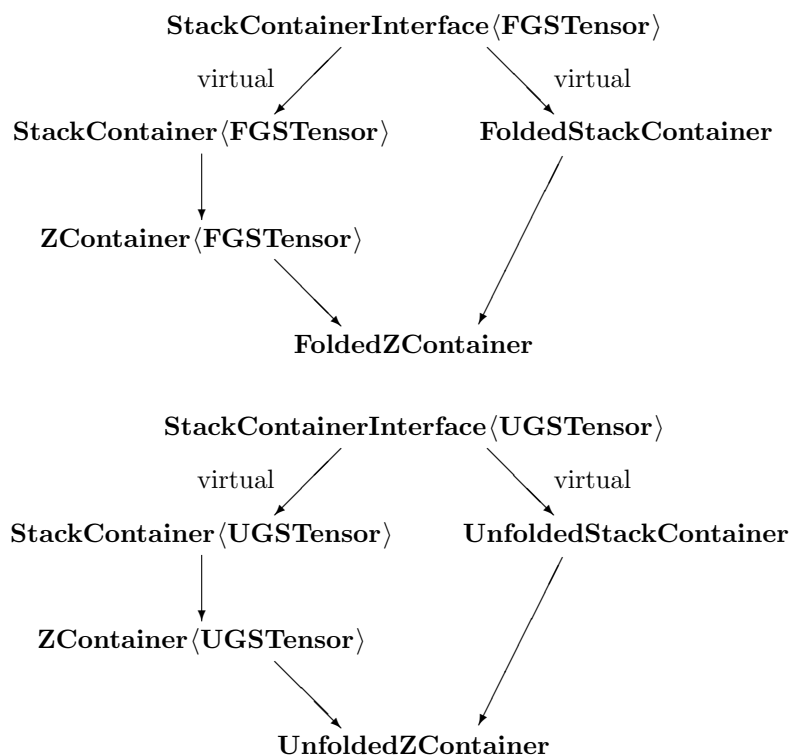 StackContainerInterface⟨FGSTensor⟩
virtual virtual
StackContainer⟨FGSTensor⟩ FoldedStackContainer
ZContainer⟨FGSTensor⟩
FoldedZContainer
StackContainerInterface⟨UGSTensor⟩
virtual virtual
StackContainer⟨UGSTensor⟩ UnfoldedStackContainer
ZContainer⟨UGSTensor⟩
UnfoldedZContainer